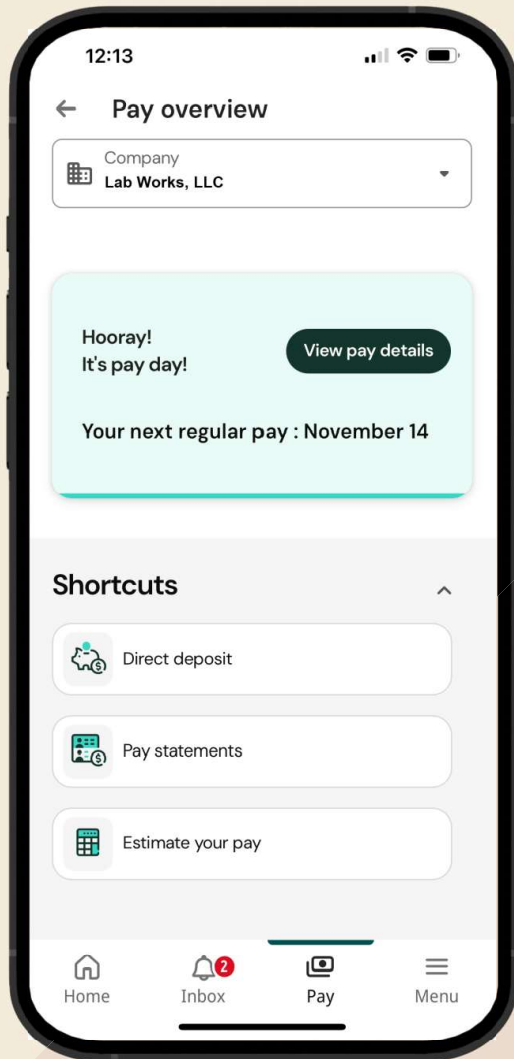 12:13
Pay overview
Company
Lab Works, LLC
Hooray!
It's pay day!
View pay details
Your next regular pay : November 14
Shortcuts
$
Direct deposit
$
Pay statements
Estimate your pay
2
Home
Inbox
Pay
Menu